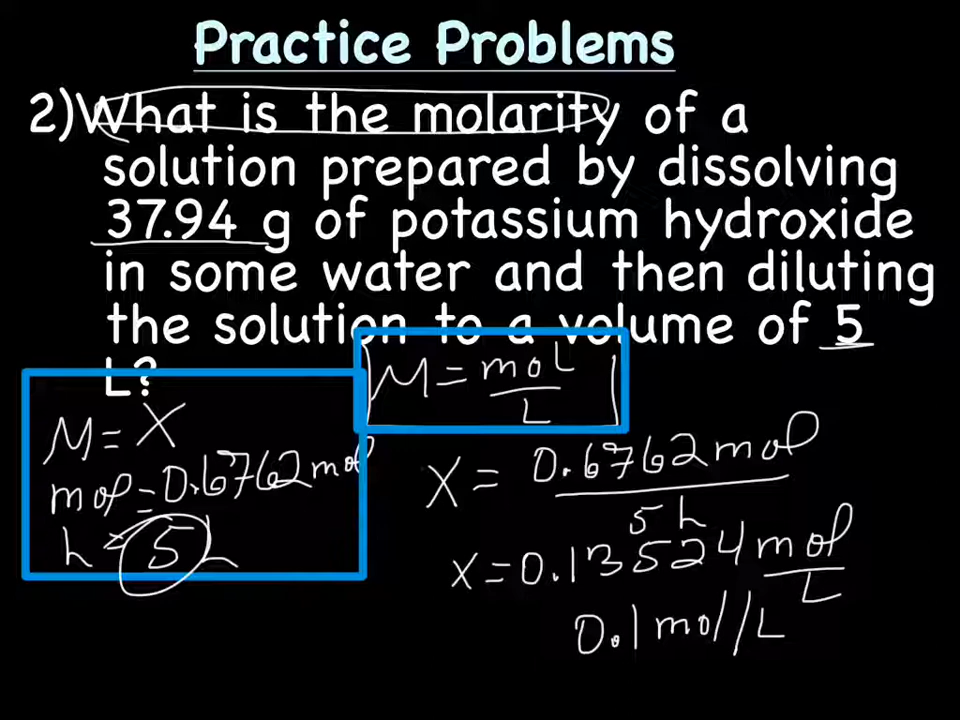 Practice Problems
2)What is the molarity of a
solution prepared by dissolving
37.94 g of potassium hydroxide
in some water and then diluting
the solution to a volume of 5
L?
M = mol
L
M = X
mol = 0.6762 mol
L = 5 L
X = 0.6762 mol
5 L
x = 0.13524 mol
L
0.1 mol//L